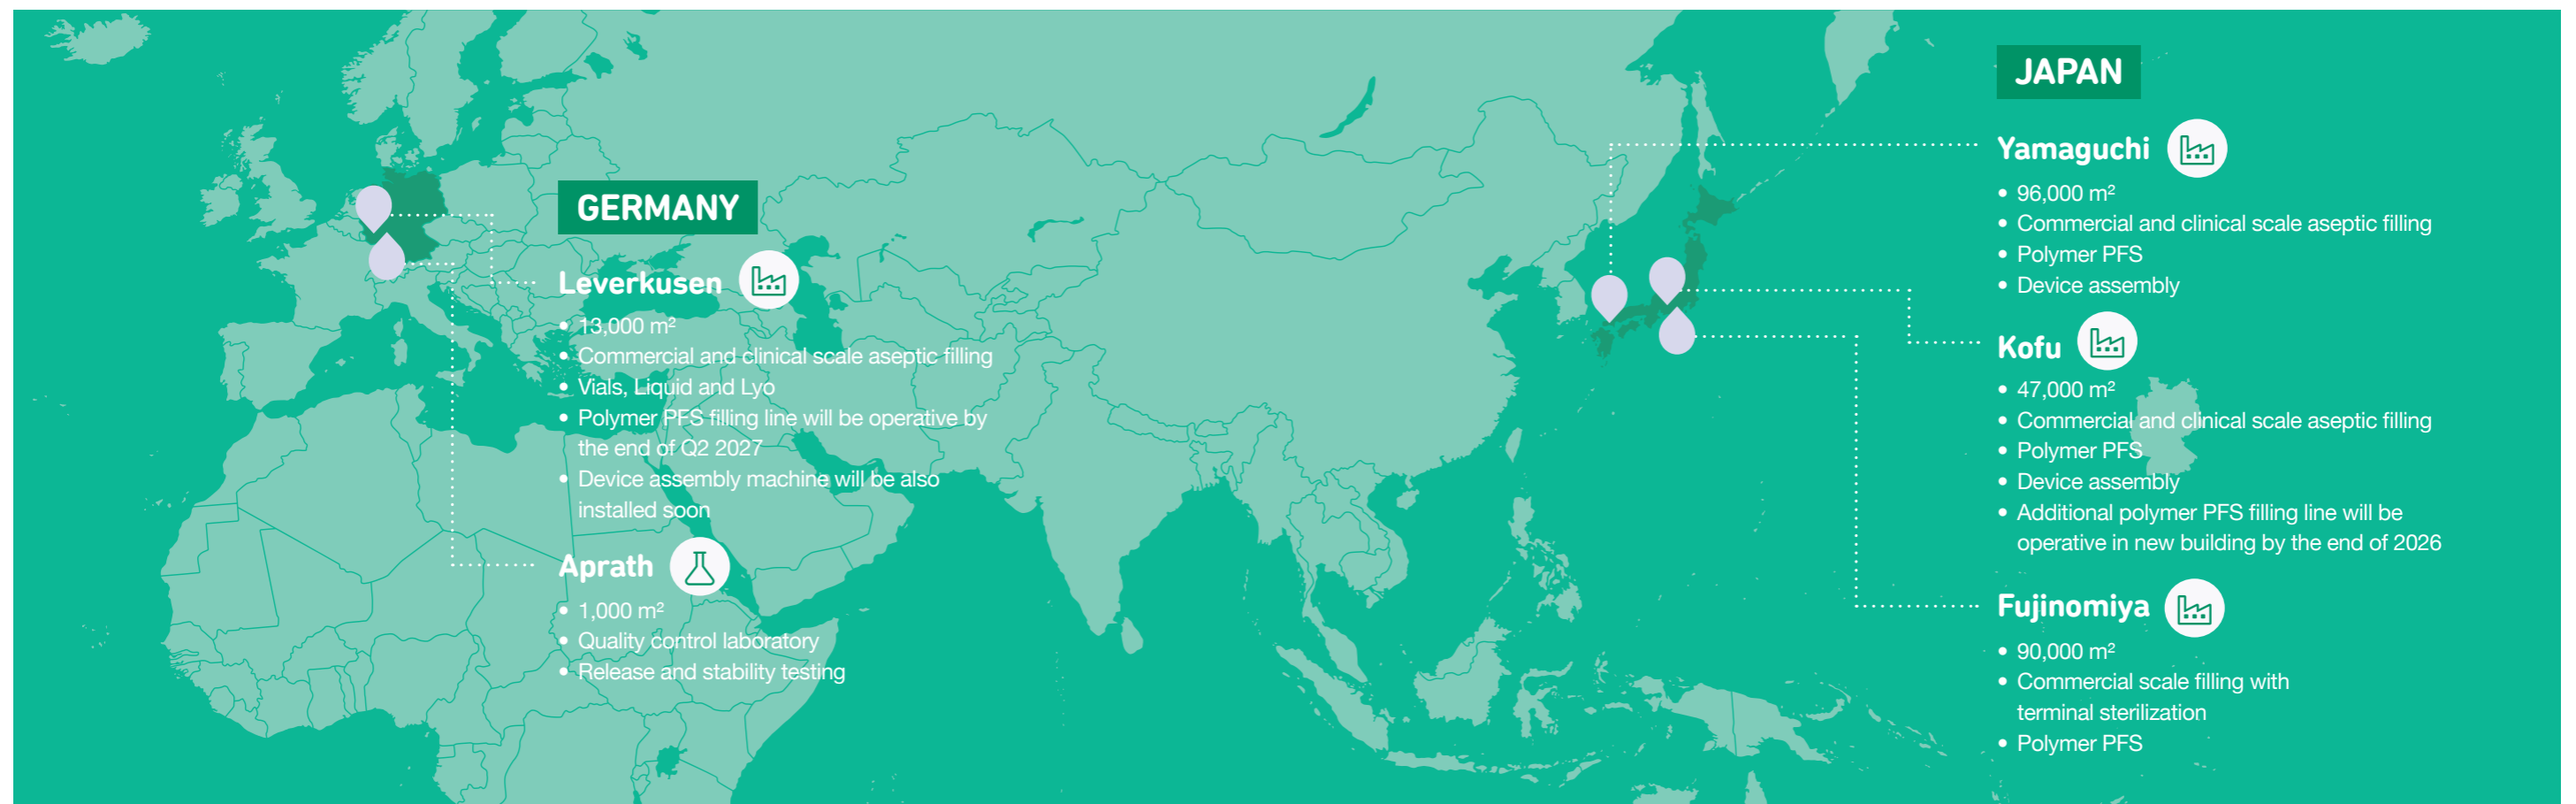 GERMANY
Leverkusen
• 13,000 m²
• Commercial and clinical scale aseptic filling
• Vials, Liquid and Lyo
• Polymer PFS filling line will be operative by
the end of Q2 2027
• Device assembly machine will be also
installed soon
Aprath
• 1,000 m²
• Quality control laboratory
• Release and stability testing
JAPAN
Yamaguchi
• 96,000 m²
• Commercial and clinical scale aseptic filling
• Polymer PFS
• Device assembly
Kofu
• 47,000 m²
• Commercial and clinical scale aseptic filling
• Polymer PFS
• Device assembly
• Additional polymer PFS filling line will be
operative in new building by the end of 2026
Fujinomiya
• 90,000 m²
• Commercial scale filling with
terminal sterilization
• Polymer PFS